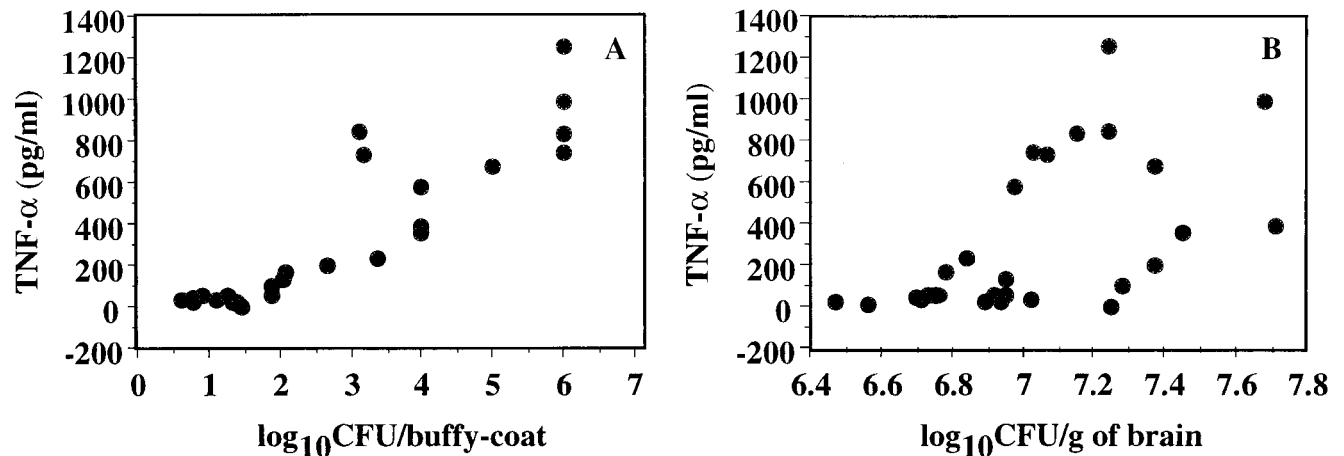 A
TNF-α (pg/ml)
1400
1200
1000
800
600
400
200
0
-200
0 1 2 3 4 5 6 7
log10CFU/buffy-coat
B
TNF-α (pg/ml)
1400
1200
1000
800
600
400
200
0
-200
6.4 6.6 6.8 7 7.2 7.4 7.6 7.8
log10CFU/g of brain